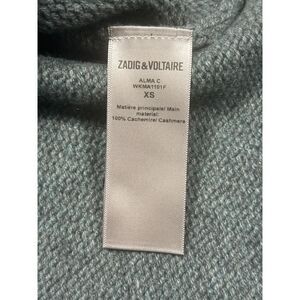 ZADIG & VOLTAIRE
ALMA C
WKMA1101F
XS
Matière principale/ Main
material:
100% Cachemire/ Cashmere